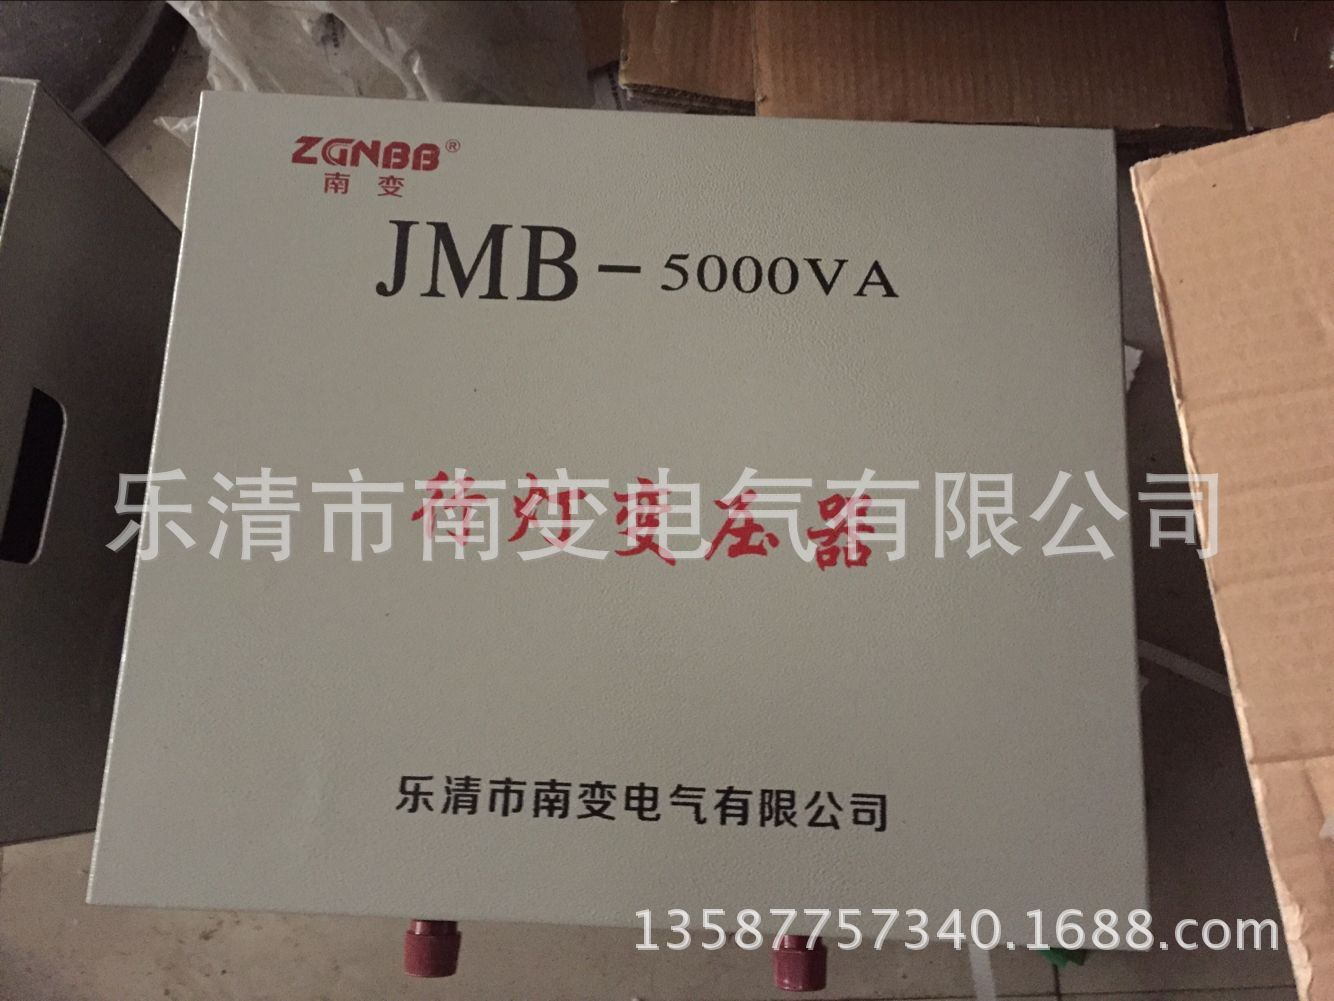 ZGNBB®
南变
JMB-5000VA
行灯变压器
乐清市南变电气有限公司
乐清市南变电气有限公司
13587757340.1688.com